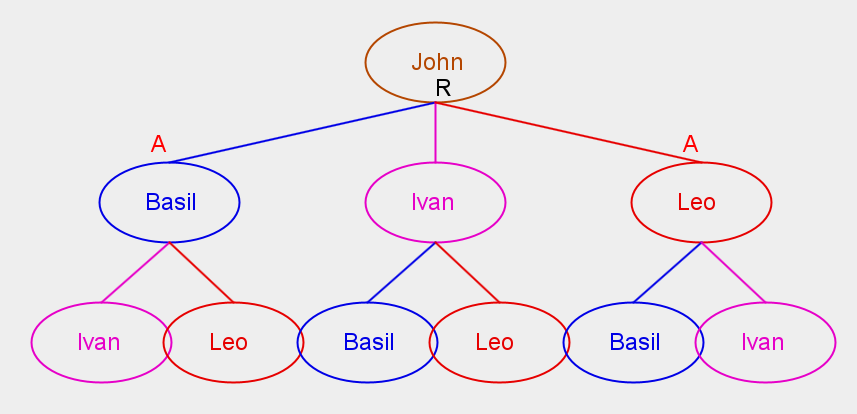 John
R
A A
Basil Ivan Leo
Ivan Leo Basil Leo Basil Ivan